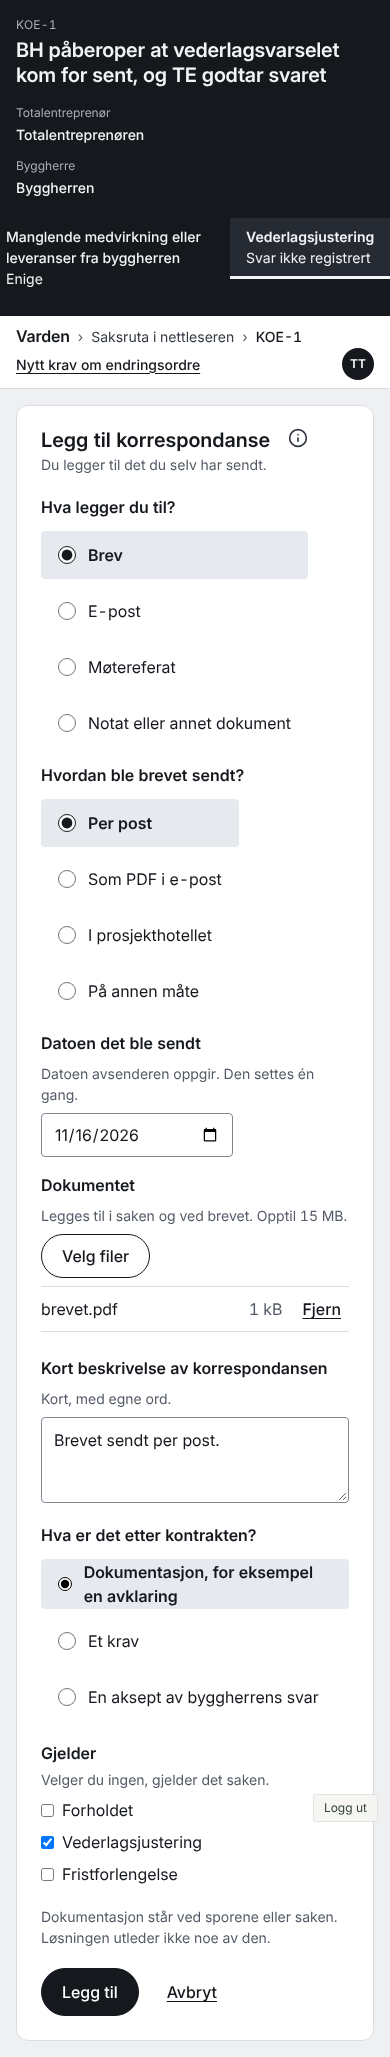 KOE-1
BH påberoper at vederlagsvarselet
kom for sent, og TE godtar svaret
Totalentreprenør
Totalentreprenøren
Byggherre
Byggherren
Manglende medvirkning eller
leveranser fra byggherren
Enige
Vederlagsjustering
Svar ikke registrert
Varden › Saksruta i nettleseren › KOE-1
Nytt krav om endringsordre
TT
Legg til korrespondanse
Du legger til det du selv har sendt.
Hva legger du til?
Brev
E-post
Møtereferat
Notat eller annet dokument
Hvordan ble brevet sendt?
Per post
Som PDF i e-post
I prosjekthotellet
På annen måte
Datoen det ble sendt
Datoen avsenderen oppgir. Den settes én
gang.
11/16/2026
Dokumentet
Legges til i saken og ved brevet. Opptil 15 MB.
Velg filer
brevet.pdf 1 kB Fjern
Kort beskrivelse av korrespondansen
Kort, med egne ord.
Brevet sendt per post.
Hva er det etter kontrakten?
Dokumentasjon, for eksempel
en avklaring
Et krav
En aksept av byggherrens svar
Gjelder
Velger du ingen, gjelder det saken.
Forholdet
Logg ut
Vederlagsjustering
Fristforlengelse
Dokumentasjon står ved sporene eller saken.
Løsningen utleder ikke noe av den.
Legg til Avbryt